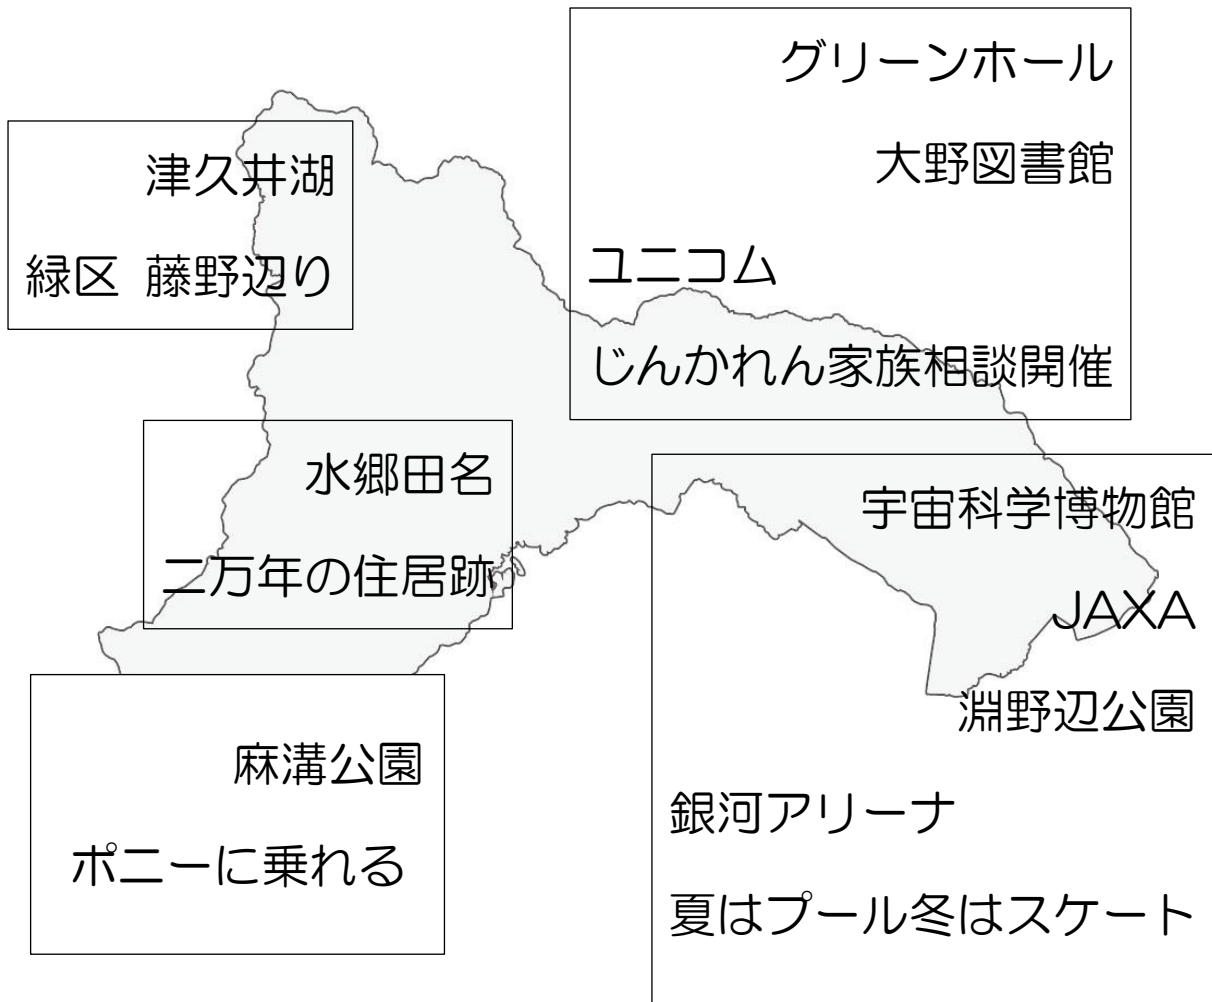 グリーンホール
大野図書館
ユニコム
じんかれん家族相談開催
津久井湖
緑区 藤野辺り
水郷田名
二万年の住居跡
宇宙科学博物館
JAXA
淵野辺公園
銀河アリーナ
夏はプール冬はスケート
麻溝公園
ポニーに乗れる